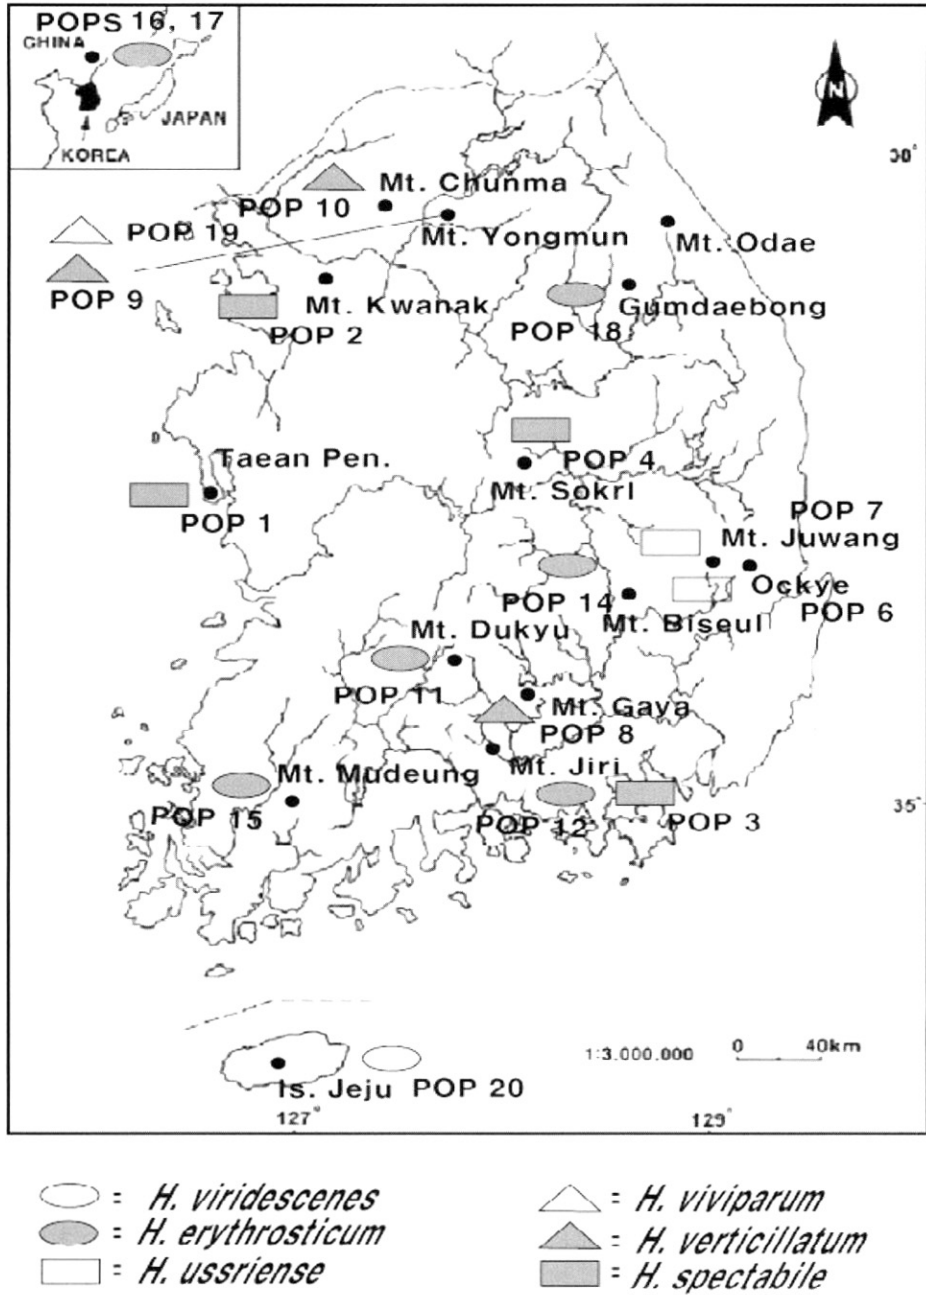 POPS 16, 17
CHINA
JAPAN
KOREA
N
30°
Mt. Chunma
POP 10
POP 19
Mt. Yongmun
Mt. Odae
POP 9
Mt. Kwanak
Gumdaebong
POP 2
POP 18
Taean Pen.
POP 4
Mt. Sokrl
POP 1
POP 7
Mt. Juwang
Ockye
POP 14
POP 6
Mt. Biseul
Mt. Dukyu
POP 11
Mt. Gaya
POP 8
Mt. Jiri
Mt. Mudeung
POP 15
POP 12
POP 3
35°
1:3.000.000
0 40km
Is. Jeju POP 20
127°
129°
= H. viridescenes
= H. viviparum
= H. erythrosticum
= H. verticillatum
= H. ussriense
= H. spectabile